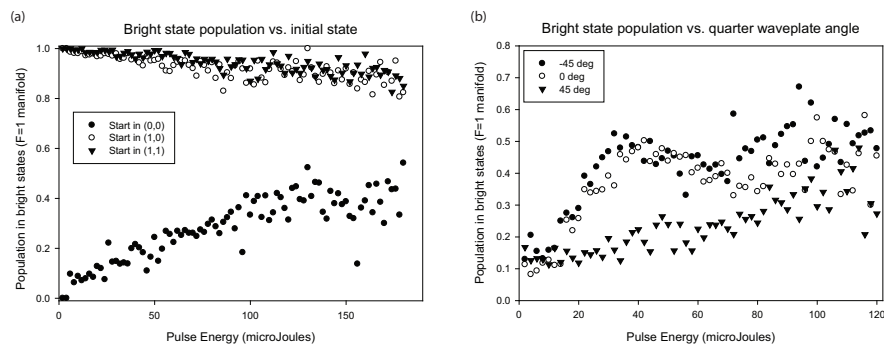 (a)
Bright state population vs. initial state
Population in bright states (F=1 manifold)
1.0
0.8
0.6
0.4
0.2
0.0
Start in (0,0)
Start in (1,0)
Start in (1,1)
0
50
100
150
Pulse Energy (microJoules)
(b)
Bright state population vs. quarter waveplate angle
Population in bright states (F=1 manifold)
0.8
0.7
0.6
0.5
0.4
0.3
0.2
0.1
0.0
-45 deg
0 deg
45 deg
0
20
40
60
80
100
120
Pulse Energy (microJoules)